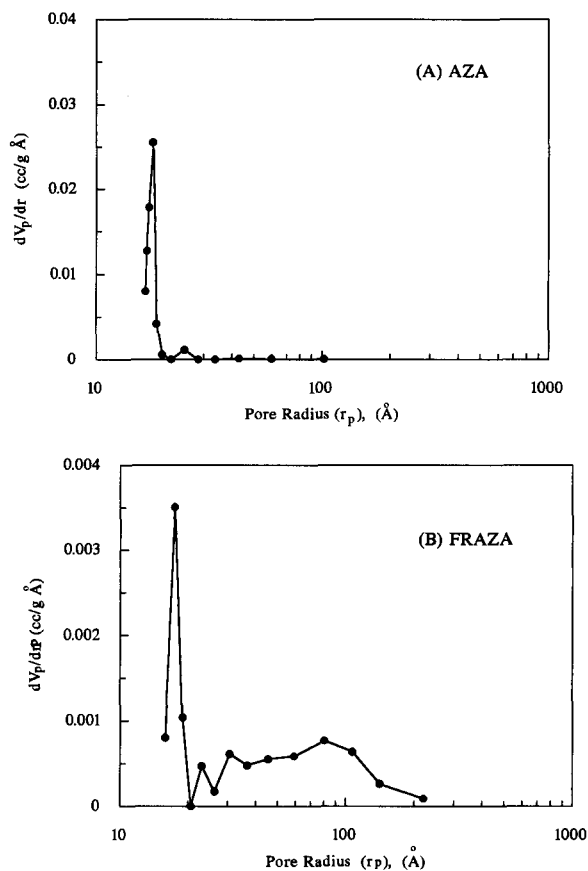 0.04
(A) AZA
0.03
dVp/dr (cc/g Å)
0.02
0.01
0
10
100
1000
Pore Radius (rp), (Å)
0.004
(B) FRAZA
0.003
dVp/drP (cc/g Å)
0.002
0.001
0
10
100
1000
Pore Radius (rp), (Å)